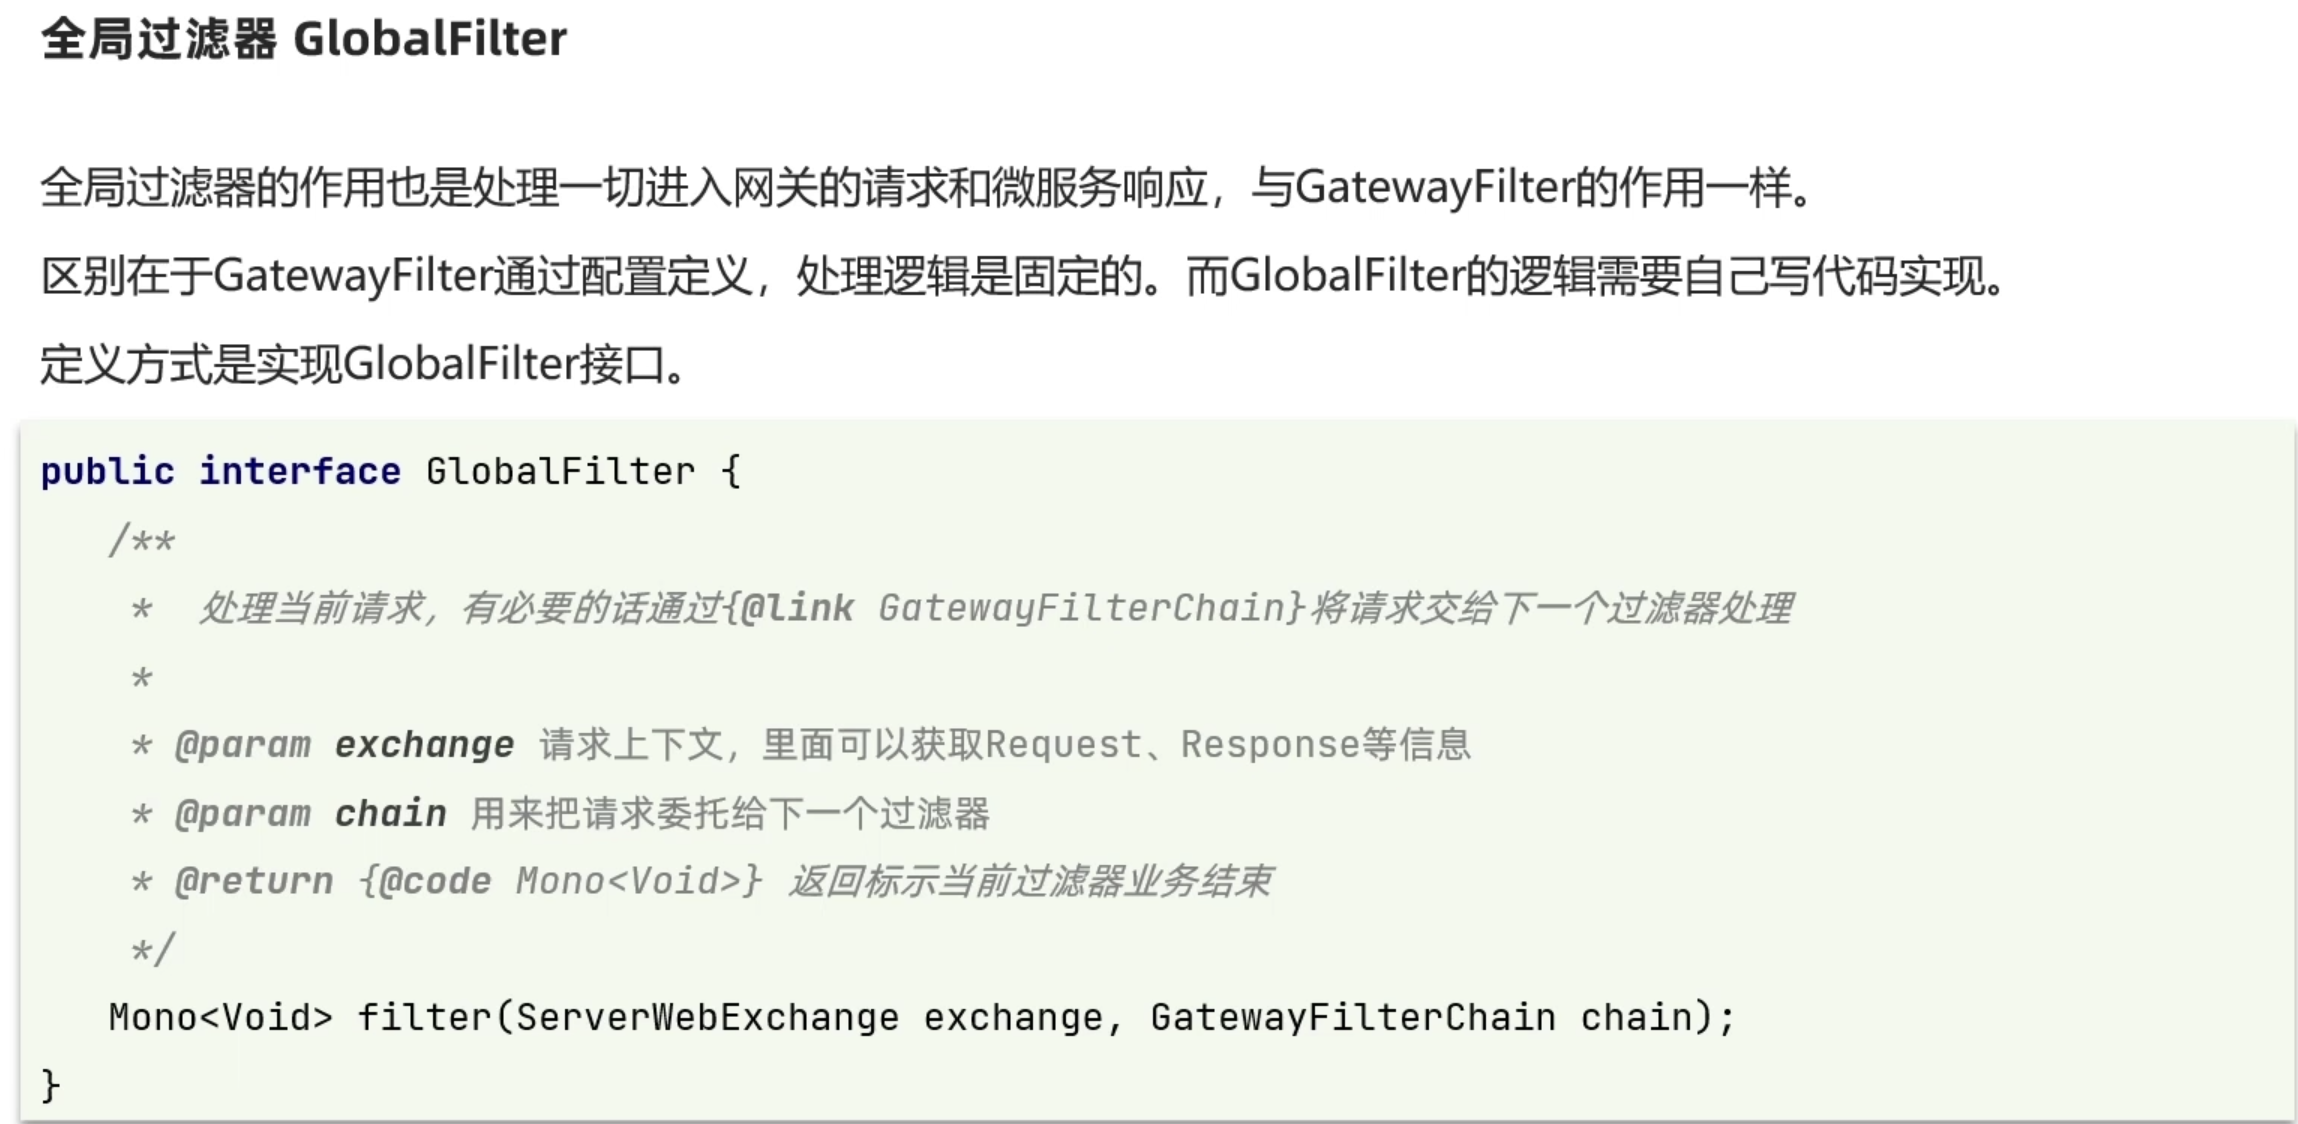 全局过滤器 GlobalFilter
全局过滤器的作用也是处理一切进入网关的请求和微服务响应，与GatewayFilter的作用一样。
区别在于GatewayFilter通过配置定义，处理逻辑是固定的。而GlobalFilter的逻辑需要自己写代码实现。
定义方式是实现GlobalFilter接口。
public interface GlobalFilter {
/**
* 处理当前请求，有必要的话通过{@link GatewayFilterChain}将请求交给下一个过滤器处理
*
* @param exchange 请求上下文，里面可以获取Request、Response等信息
* @param chain 用来把请求委托给下一个过滤器
* @return {@code Mono<Void>} 返回标示当前过滤器业务结束
*/
Mono<Void> filter(ServerWebExchange exchange, GatewayFilterChain chain);
}